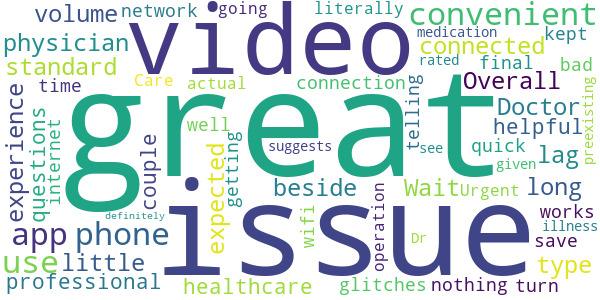 going
literally
volume
network
video
convenient
medication
kept
physician
connected
rated
final
bad
standard
Care
actual
connection
Overall
time
great
telling
Doctor
preexisting
experience
questions
internet
couple
well
getting
suggests
see
quick
helpful
lag
given
expected
beside
Wait
Urgent
long
definitely
issue
wifi
operation
works
illness
app
phone
Dr
save
use
little
type
professional
healthcare
glitches
nothing
turn